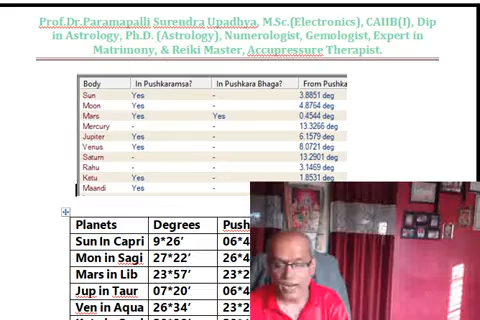 Prof.Dr.Paramapalli Surendra Upadhya, M.Sc.(Electronics), CAIIB(I), Dip
in Astrology, Ph.D. (Astrology), Numerologist, Gemologist, Expert in
Matrimony, & Reiki Master, Accupressure Therapist.
Body In Pushkaramsa? In Pushkara Bhaga? From Pushka
Sun Yes - 3.8851 deg
Moon Yes - 4.8764 deg
Mars Yes Yes 0.4544 deg
Mercury - - 13.3266 deg
Jupiter Yes - 6.1579 deg
Venus Yes - 8.0721 deg
Saturn - - 13.2901 deg
Rahu - - 3.1469 deg
Ketu Yes - 1.8531 deg
Maandi Yes -
Planets Degrees Push
Sun In Capri 9*26' 06*4
Mon in Sagi 27*22' 26*4
Mars in Lib 23*57' 23*2
Jup in Taur 07*20' 06*4
Ven in Aqua 26*34' 23*2